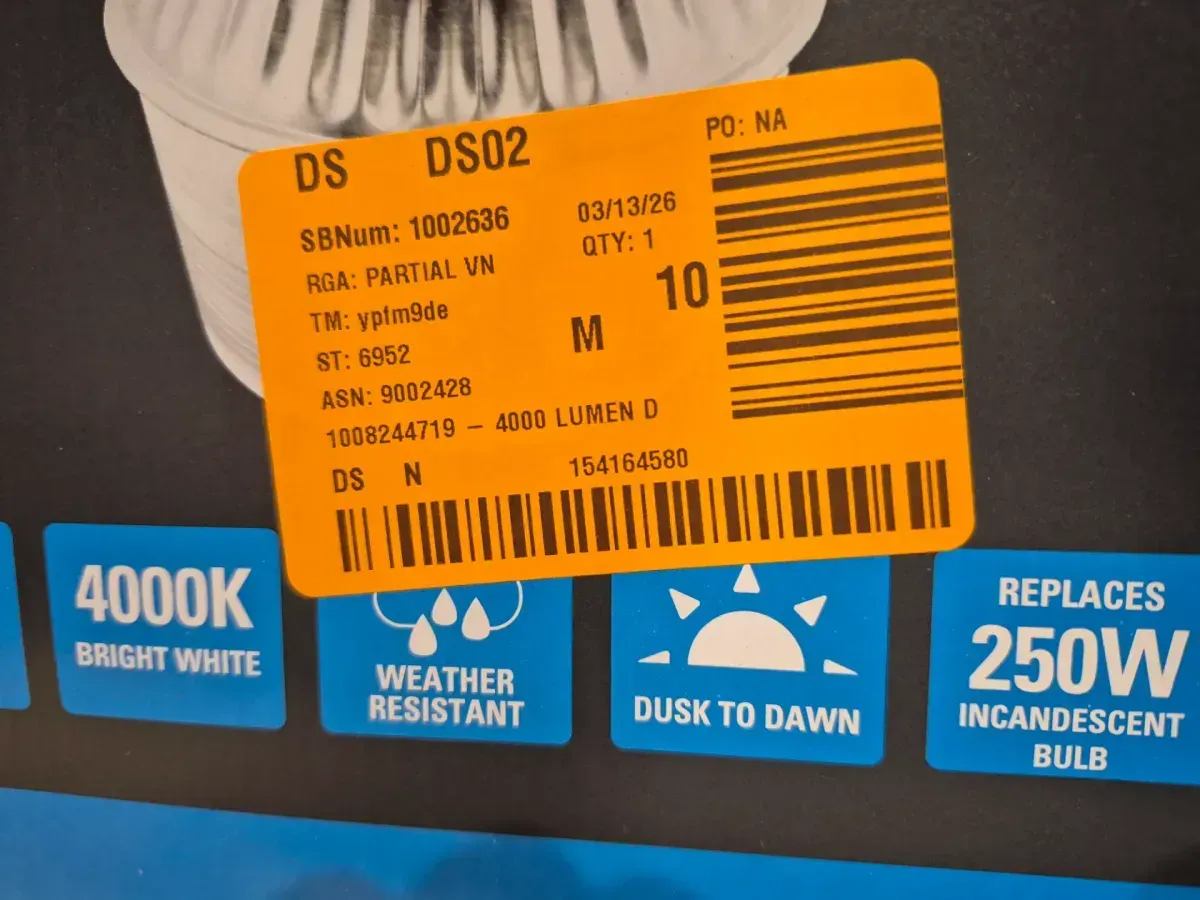 DS DS02
PO: NA
SBNum: 1002636 03/13/26
RGA: PARTIAL VN QTY: 1
TM: ypfm9de 10
ST: 6952 M
ASN: 9002428
1008244719 – 4000 LUMEN D
DS N 154164580
4000K
BRIGHT WHITE
WEATHER
RESISTANT
DUSK TO DAWN
REPLACES
250W
INCANDESCENT
BULB